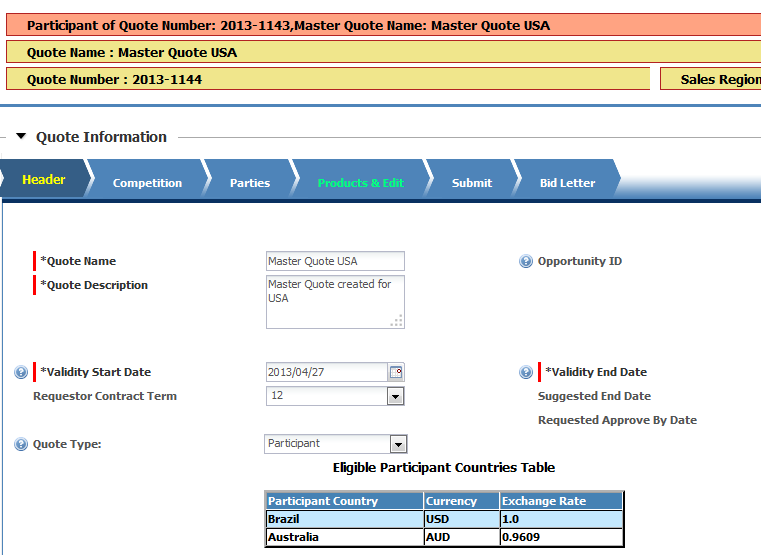 Participant of Quote Number: 2013-1143,Master Quote Name: Master Quote USA
Quote Name : Master Quote USA
Quote Number : 2013-1144 Sales Region
Quote Information
Header Competition Parties Products & Edit Submit Bid Letter
*Quote Name Master Quote USA Opportunity ID
*Quote Description Master Quote created for
USA
*Validity Start Date 2013/04/27 *Validity End Date
Requestor Contract Term 12 Suggested End Date
Requested Approve By Date
Quote Type: Participant
Eligible Participant Countries Table
Participant Country Currency Exchange Rate
Brazil USD 1.0
Australia AUD 0.9609